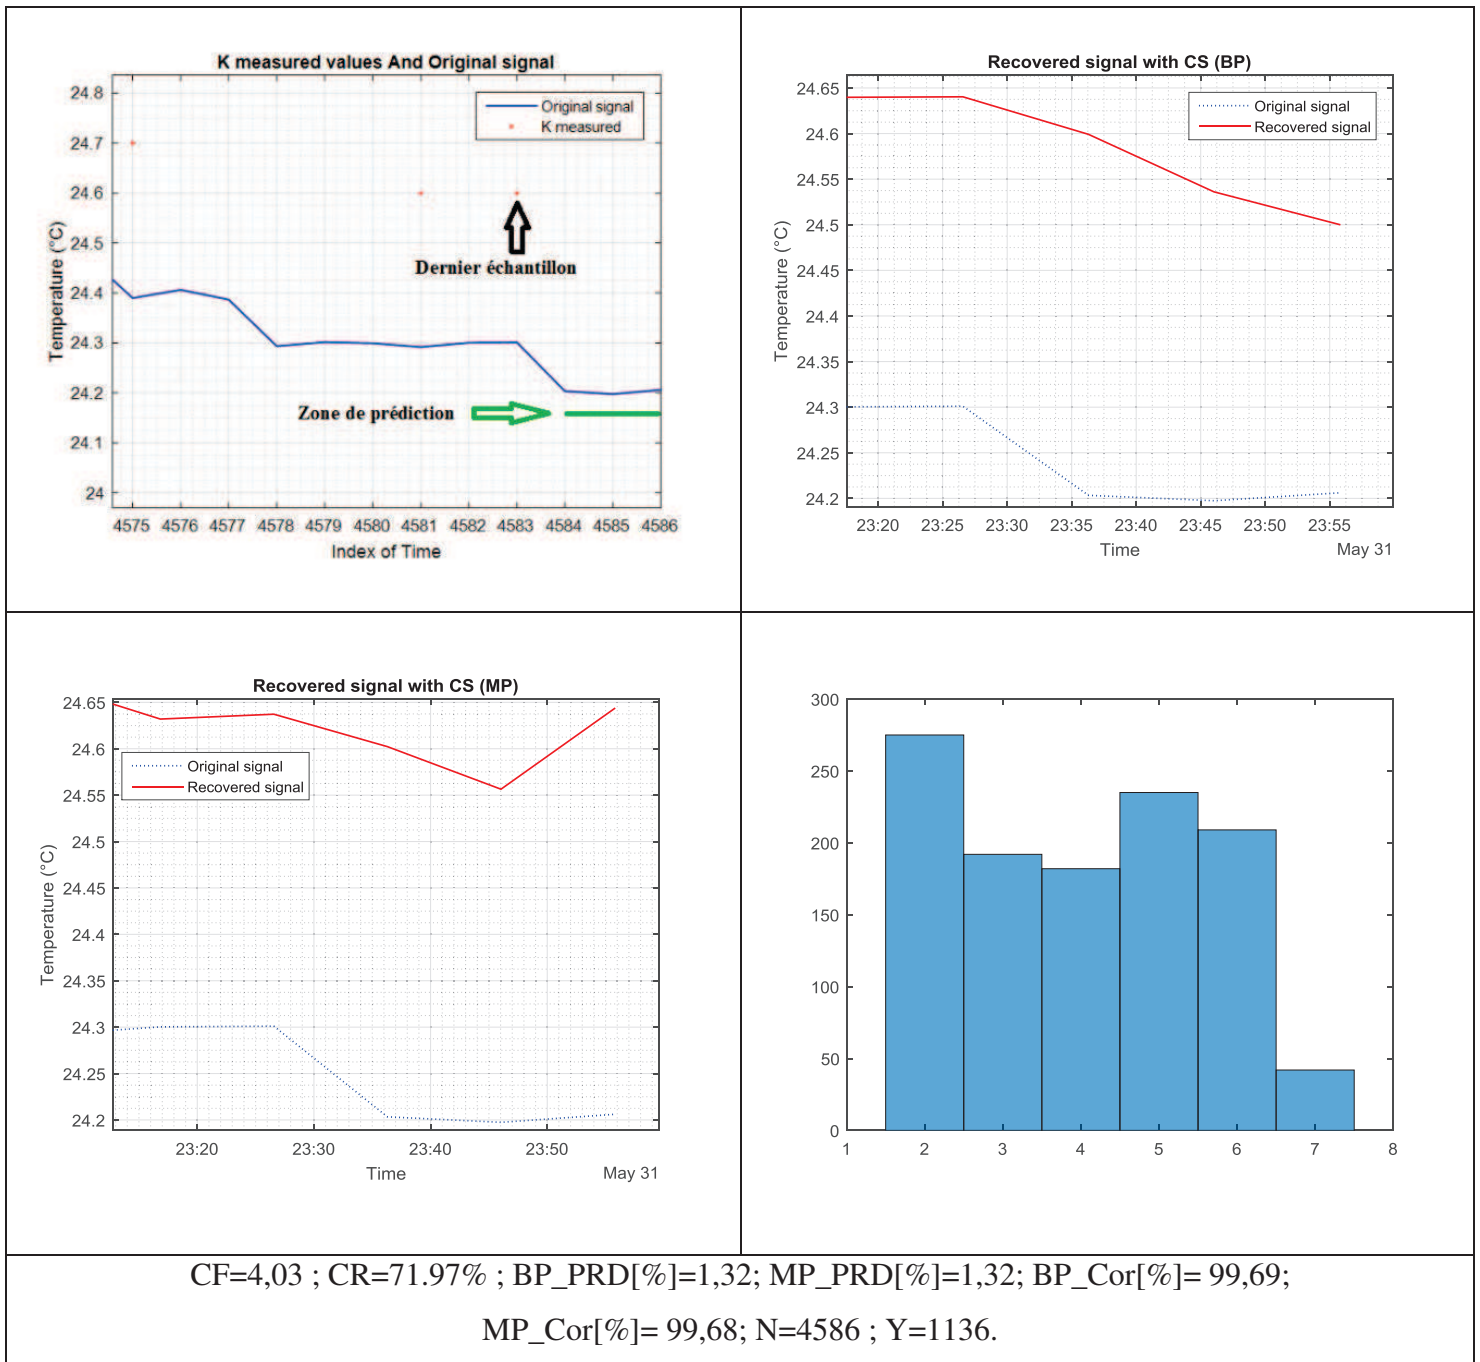 K measured values And Original signal
24.8
24.7
24.6
24.5
24.4
24.3
24.2
24.1
24
Temperature (°C)
Original signal
K measured
Dernier échantillon
Zone de prédiction
4575 4576 4577 4578 4579 4580 4581 4582 4583 4584 4585 4586
Index of Time
Recovered signal with CS (BP)
24.65
24.6
24.55
24.5
24.45
24.4
24.35
24.3
24.25
24.2
Temperature (°C)
Original signal
Recovered signal
23:20 23:25 23:30 23:35 23:40 23:45 23:50 23:55
Time
May 31
Recovered signal with CS (MP)
24.65
24.6
24.55
24.5
24.45
24.4
24.35
24.3
24.25
24.2
Temperature (°C)
Original signal
Recovered signal
23:20 23:30 23:40 23:50
Time
May 31
300
250
200
150
100
50
0
1 2 3 4 5 6 7 8
CF=4,03 ; CR=71.97% ; BP_PRD[%]=1,32; MP_PRD[%]=1,32; BP_Cor[%]= 99,69;
MP_Cor[%]= 99,68; N=4586 ; Y=1136.